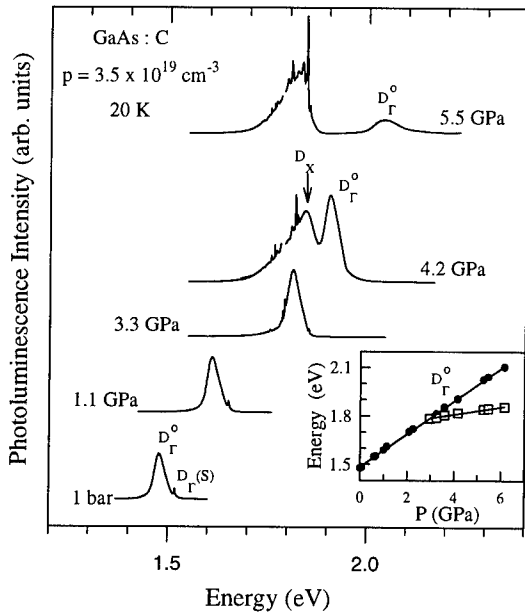 GaAs : C
p = 3.5 x 10¹⁹ cm⁻³
20 K
D_Γ^o
5.5 GPa
D_x
D_Γ^o
4.2 GPa
3.3 GPa
1.1 GPa
D_Γ^o
D_Γ(S)
1 bar
Photoluminescence Intensity (arb. units)
1.5
2.0
Energy (eV)
2.1
1.8
1.5
Energy (eV)
D_Γ^o
0
2
4
6
P (GPa)